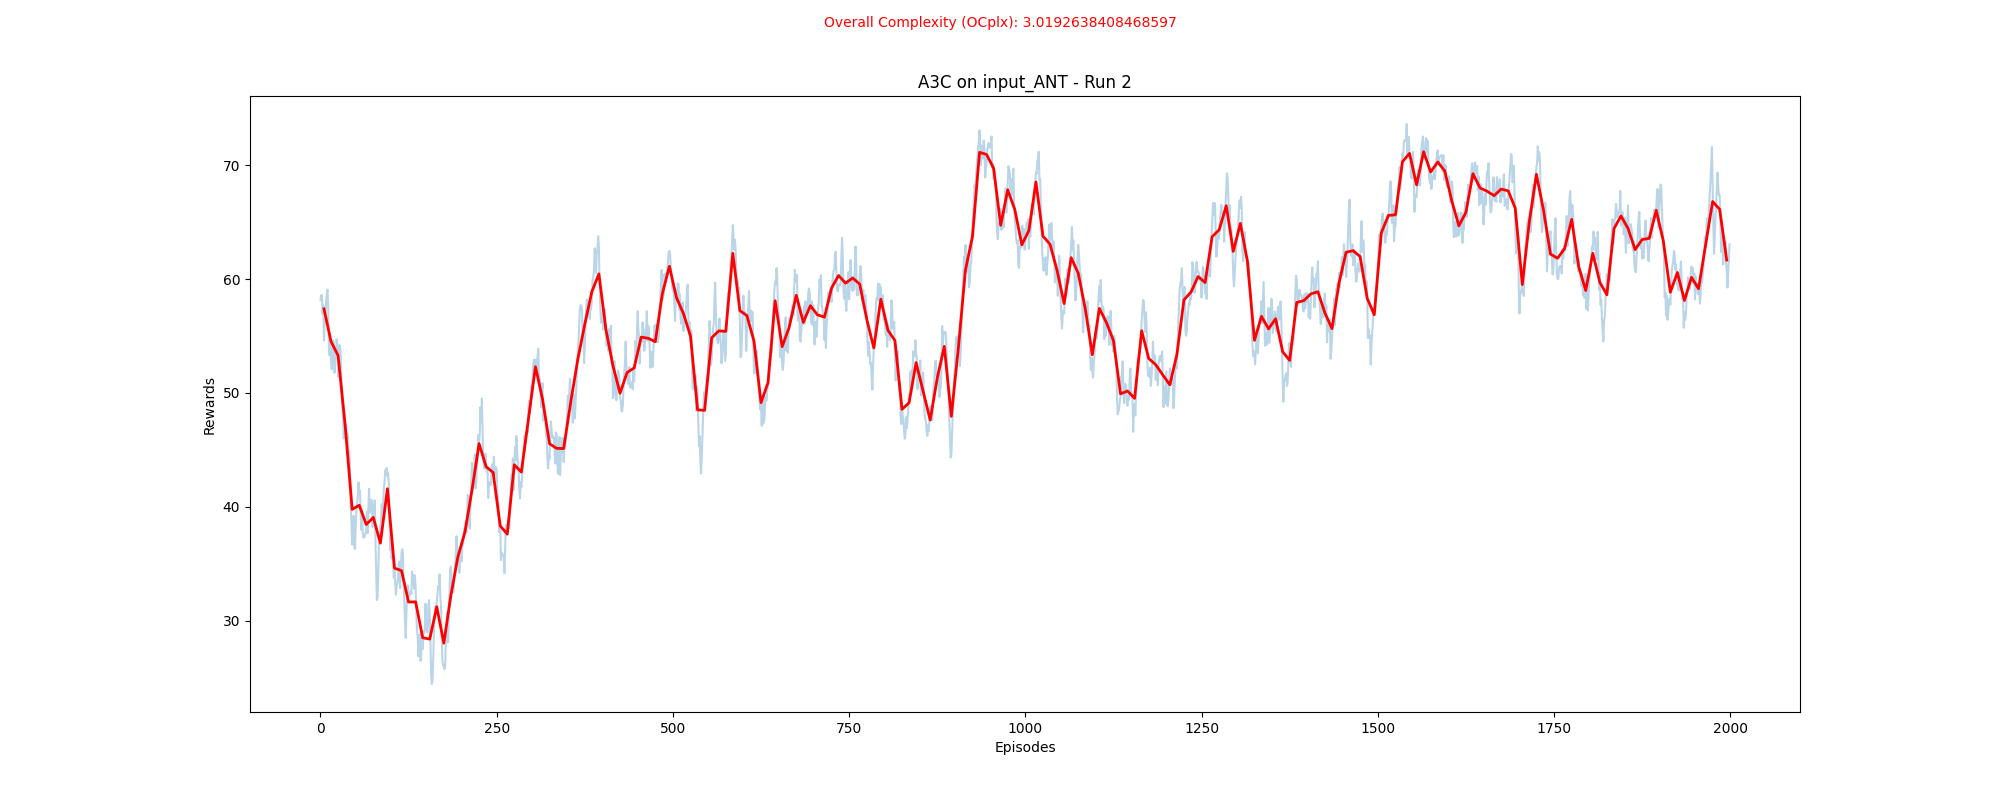 Overall Complexity (OCplx): 3.0192638408468597
A3C on input_ANT - Run 2
Rewards
70
60
50
40
30
0 250 500 750 1000 1250 1500 1750 2000
Episodes